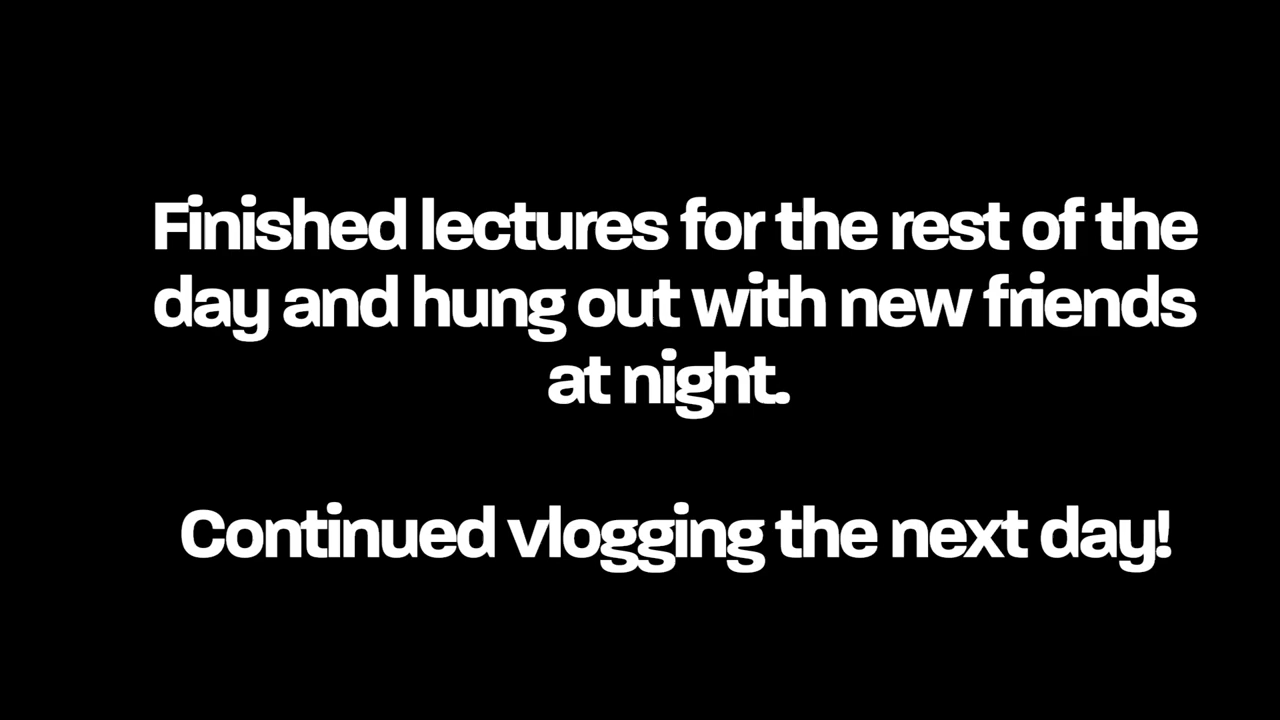 Finished lectures for the rest of the
day and hung out with new friends
at night.
Continued vlogging the next day!